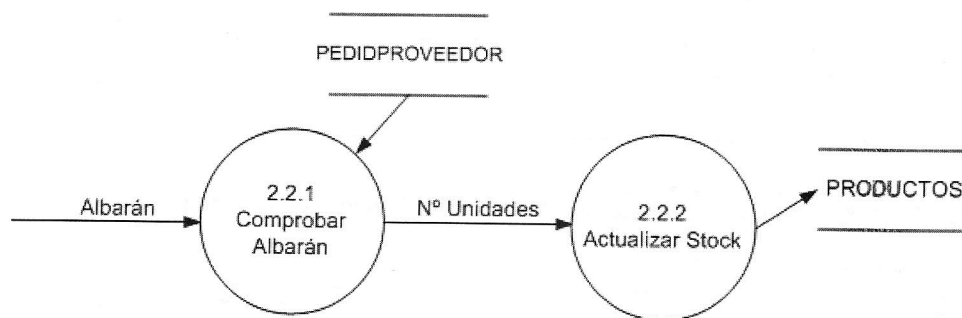 PEDIDPROVEEDOR
Albarán
2.2.1
Comprobar
Albarán
Nº Unidades
2.2.2
Actualizar Stock
PRODUCTOS